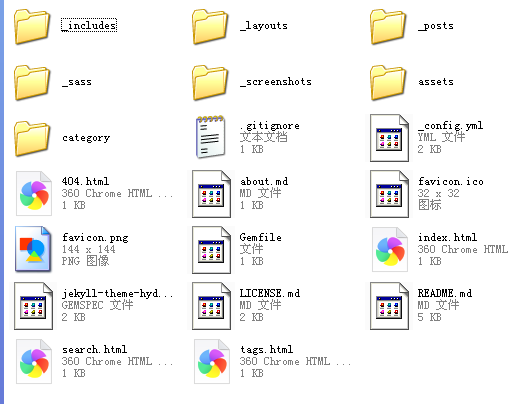 _includes
_layouts
_posts
_sass
_screenshots
assets
category
.gitignore
文本文档
1 KB
_config.yml
YML 文件
2 KB
404.html
360 Chrome HTML ...
1 KB
about.md
MD 文件
1 KB
favicon.ico
32 x 32
图标
favicon.png
144 x 144
PNG 图像
Gemfile
文件
1 KB
index.html
360 Chrome HTML
1 KB
jekyll-theme-hyd...
GEMSPEC 文件
2 KB
LICENSE.md
MD 文件
2 KB
README.md
MD 文件
5 KB
search.html
360 Chrome HTML ...
1 KB
tags.html
360 Chrome HTML ...
1 KB